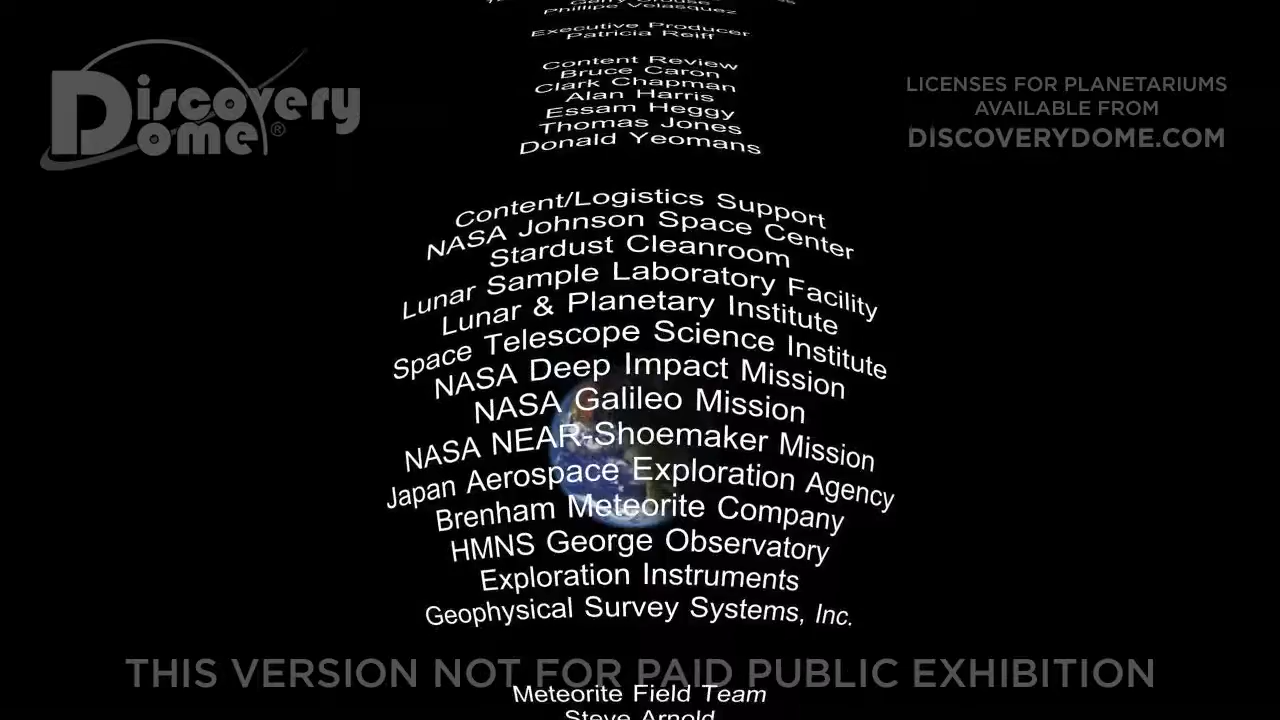 Phillipe Velasquez
Executive Producer
Patricia Reiff
Content Review
Bruce Caron
Clark Chapman
Alan Harris
Essam Heggy
Thomas Jones
Donald Yeomans
Discovery
Dome®
LICENSES FOR PLANETARIUMS
AVAILABLE FROM
DISCOVERYDOME.COM
Content/Logistics Support
NASA Johnson Space Center
Stardust Cleanroom
Lunar Sample Laboratory Facility
Lunar & Planetary Institute
Space Telescope Science Institute
NASA Deep Impact Mission
NASA Galileo Mission
NASA NEAR-Shoemaker Mission
Japan Aerospace Exploration Agency
Brenham Meteorite Company
HMNS George Observatory
Exploration Instruments
Geophysical Survey Systems, Inc.
THIS VERSION NOT FOR PAID PUBLIC EXHIBITION
Meteorite Field Team
Steve Arnold